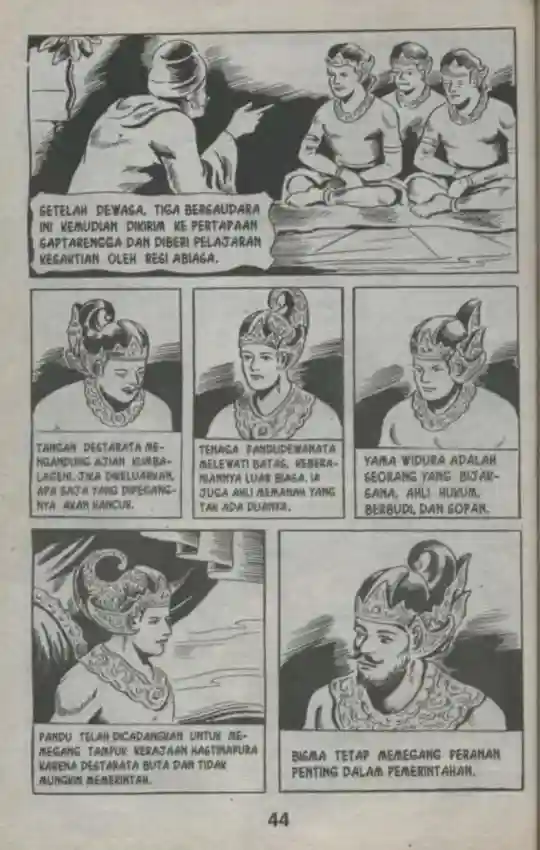 SETELAH DEWASA, TIGA BERSAUDARA
INI KEMUDIAN DIKIRIM KE PERTAPAAN
SAPTARENGGA DAN DIBERI PELAJARAN
KESAKTIAN OLEH RESI ABIASA.
TANGAN DESTARATA ME-
NGANDUNG AJIAN KUMBA-
LAGENI. JIKA DIKELUARKAN,
APA SAJA YANG DIPEGANG-
NYA AKAN HANCUR.
TENAGA PANDUDEWANATA
MELEWATI BATAS. KEBERA-
NIANNYA LUAR BIASA. IA
JUGA AHLI MEMANAH YANG
TAK ADA DUANYA.
YAMA WIDURA ADALAH
SEORANG YANG BIJAK-
SANA, AHLI HUKUM,
BERBUDI, DAN SOPAN.
PANDU TELAH DICADANGKAN UNTUK ME-
MEGANG TAMPUK KERAJAAN HASTINAPURA
KARENA DESTARATA BUTA DAN TIDAK
MUNGKIN MEMERINTAH.
BISMA TETAP MEMEGANG PERANAN
PENTING DALAM PEMERINTAHAN.
44